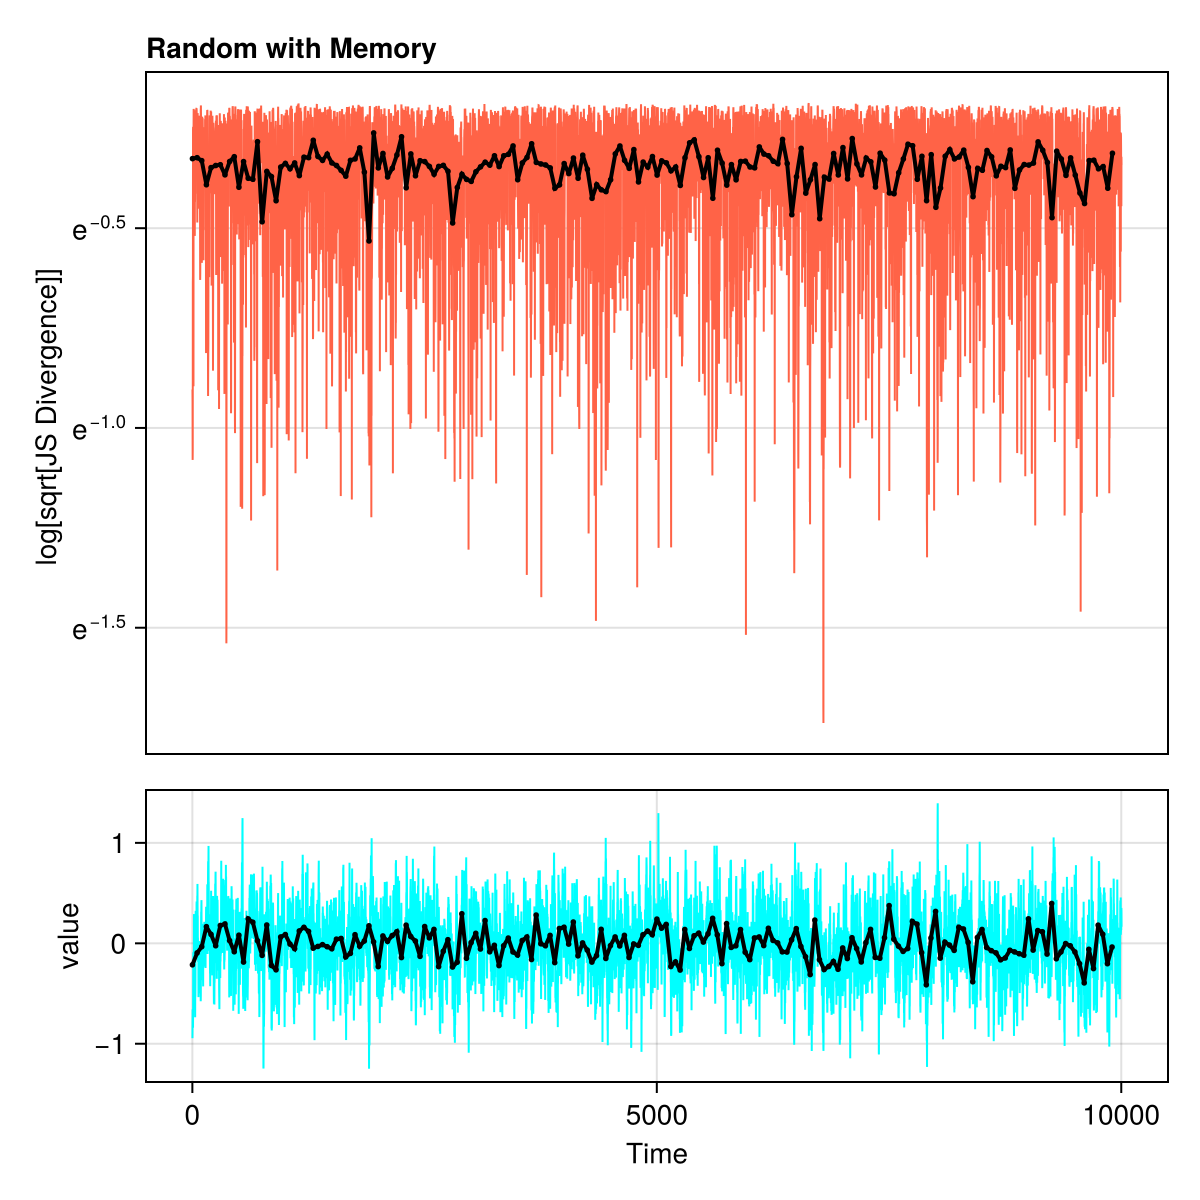 Random with Memory
log[sqrt[JS Divergence]]
e^−0.5
e^−1.0
e^−1.5
value
1
0
−1
0 5000 10000
Time